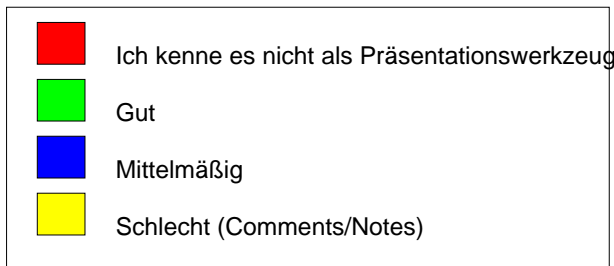 Ich kenne es nicht als Präsentationswerkzeug
Gut
Mittelmäßig
Schlecht (Comments/Notes)